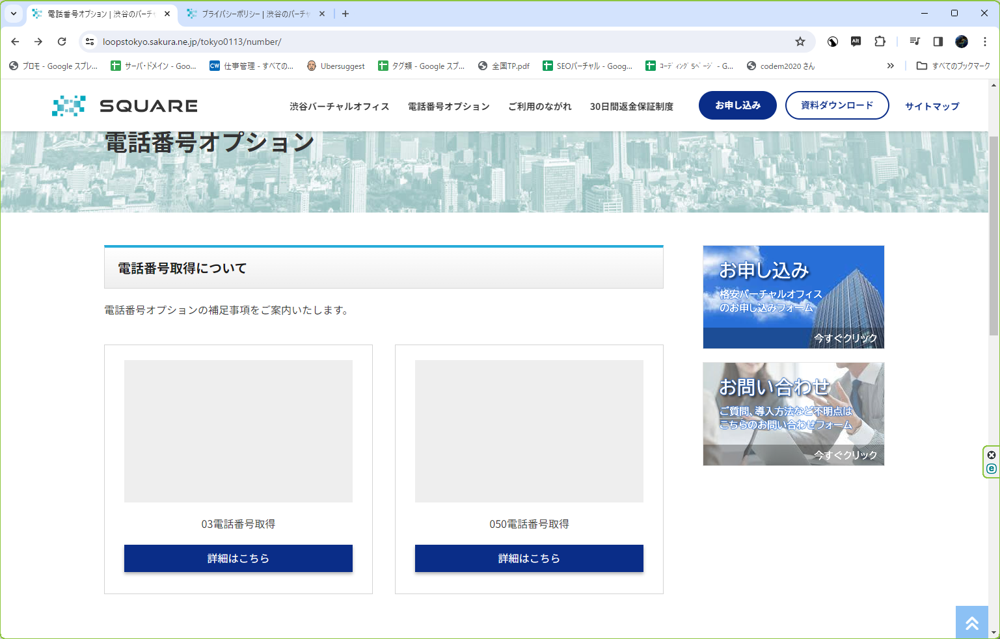 電話番号オプション | 渋谷のバーチャ
プライバシーポリシー | 渋谷のバーチャ
loopstokyo.sakura.ne.jp/tokyo0113/number/
Alt
プロモ - Google スプレ...
サーバ・ドメイン - Goo...
CW 仕事管理 - すべての...
Ubersuggest
タグ類 - Google スプ...
全国TP.pdf
SEOバーチャル - Goog...
コーディング 5ページ - G...
codem2020 さん
すべてのブックマーク
SQUARE
渋谷バーチャルオフィス
電話番号オプション
ご利用のながれ
30日間返金保証制度
お申し込み
資料ダウンロード
サイトマップ
電話番号オプション
電話番号取得について
電話番号オプションの補足事項をご案内いたします。
03電話番号取得
詳細はこちら
050電話番号取得
詳細はこちら
お申し込み
格安バーチャルオフィス
のお申し込みフォーム
今すぐクリック
お問い合わせ
ご質問、導入方法など不明点は
こちらのお問い合わせフォーム
今すぐクリック
e